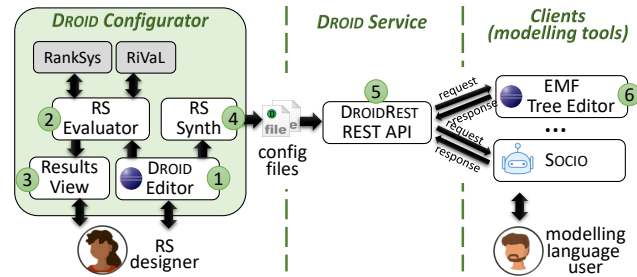 DROID Configurator
DROID Service
Clients
(modelling tools)
RankSys
RiVaL
5
request
response
EMF
Tree Editor
6
2
RS
Evaluator
RS
Synth
4
file
config
files
DROIDREST
REST API
...
request
response
SOCIO
3
Results
View
DROID
Editor
1
RS
designer
modelling
language
user